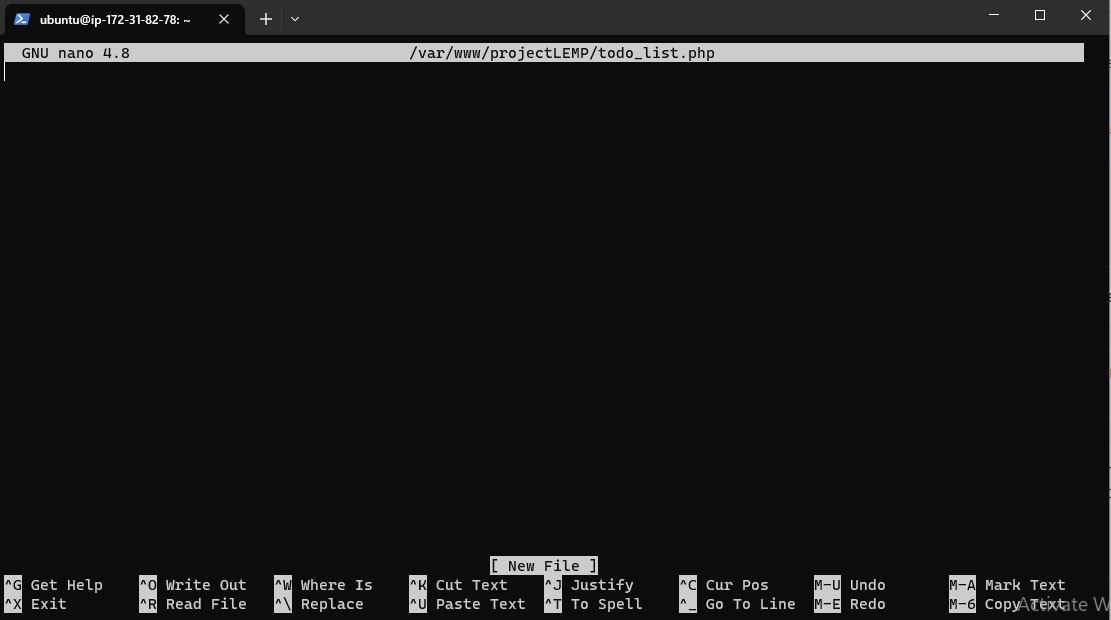 ubuntu@ip-172-31-82-78: ~
GNU nano 4.8 /var/www/projectLEMP/todo_list.php
[ New File ]
^G Get Help ^O Write Out ^W Where Is ^K Cut Text ^J Justify ^C Cur Pos M-U Undo M-A Mark Text
^X Exit ^R Read File ^\ Replace ^U Paste Text ^T To Spell ^_ Go To Line M-E Redo M-6 Copy Text
Activate W